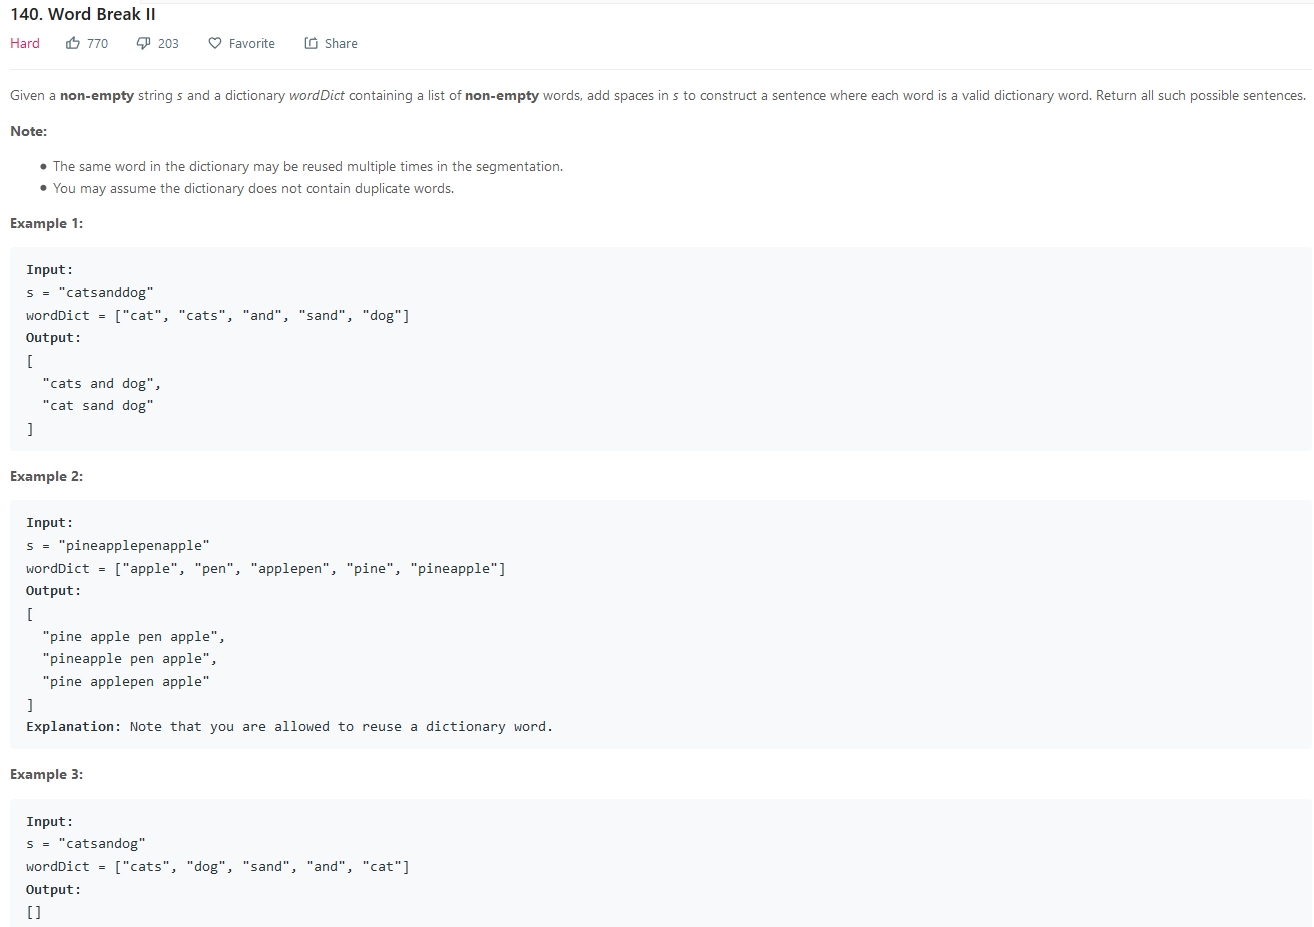 140. Word Break II
Hard 770 203 Favorite Share
Given a non-empty string s and a dictionary wordDict containing a list of non-empty words, add spaces in s to construct a sentence where each word is a valid dictionary word. Return all such possible sentences.
Note:
• The same word in the dictionary may be reused multiple times in the segmentation.
• You may assume the dictionary does not contain duplicate words.
Example 1:
Input:
s = "catsanddog"
wordDict = ["cat", "cats", "and", "sand", "dog"]
Output:
[
  "cats and dog",
  "cat sand dog"
]
Example 2:
Input:
s = "pineapplepenapple"
wordDict = ["apple", "pen", "applepen", "pine", "pineapple"]
Output:
[
  "pine apple pen apple",
  "pineapple pen apple",
  "pine applepen apple"
]
Explanation: Note that you are allowed to reuse a dictionary word.
Example 3:
Input:
s = "catsandog"
wordDict = ["cats", "dog", "sand", "and", "cat"]
Output:
[]